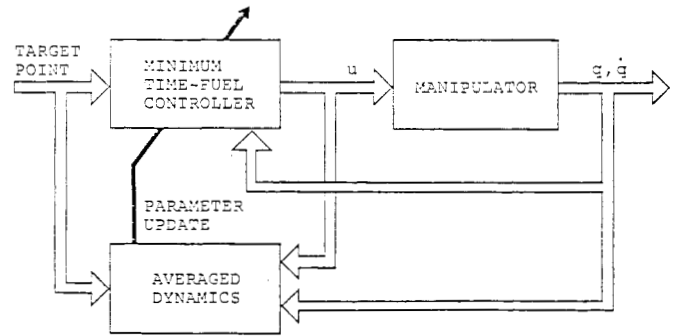 TARGET
POINT
MINIMUM
TIME-FUEL
CONTROLLER
u
MANIPULATOR
q, q̇
PARAMETER
UPDATE
AVERAGED
DYNAMICS